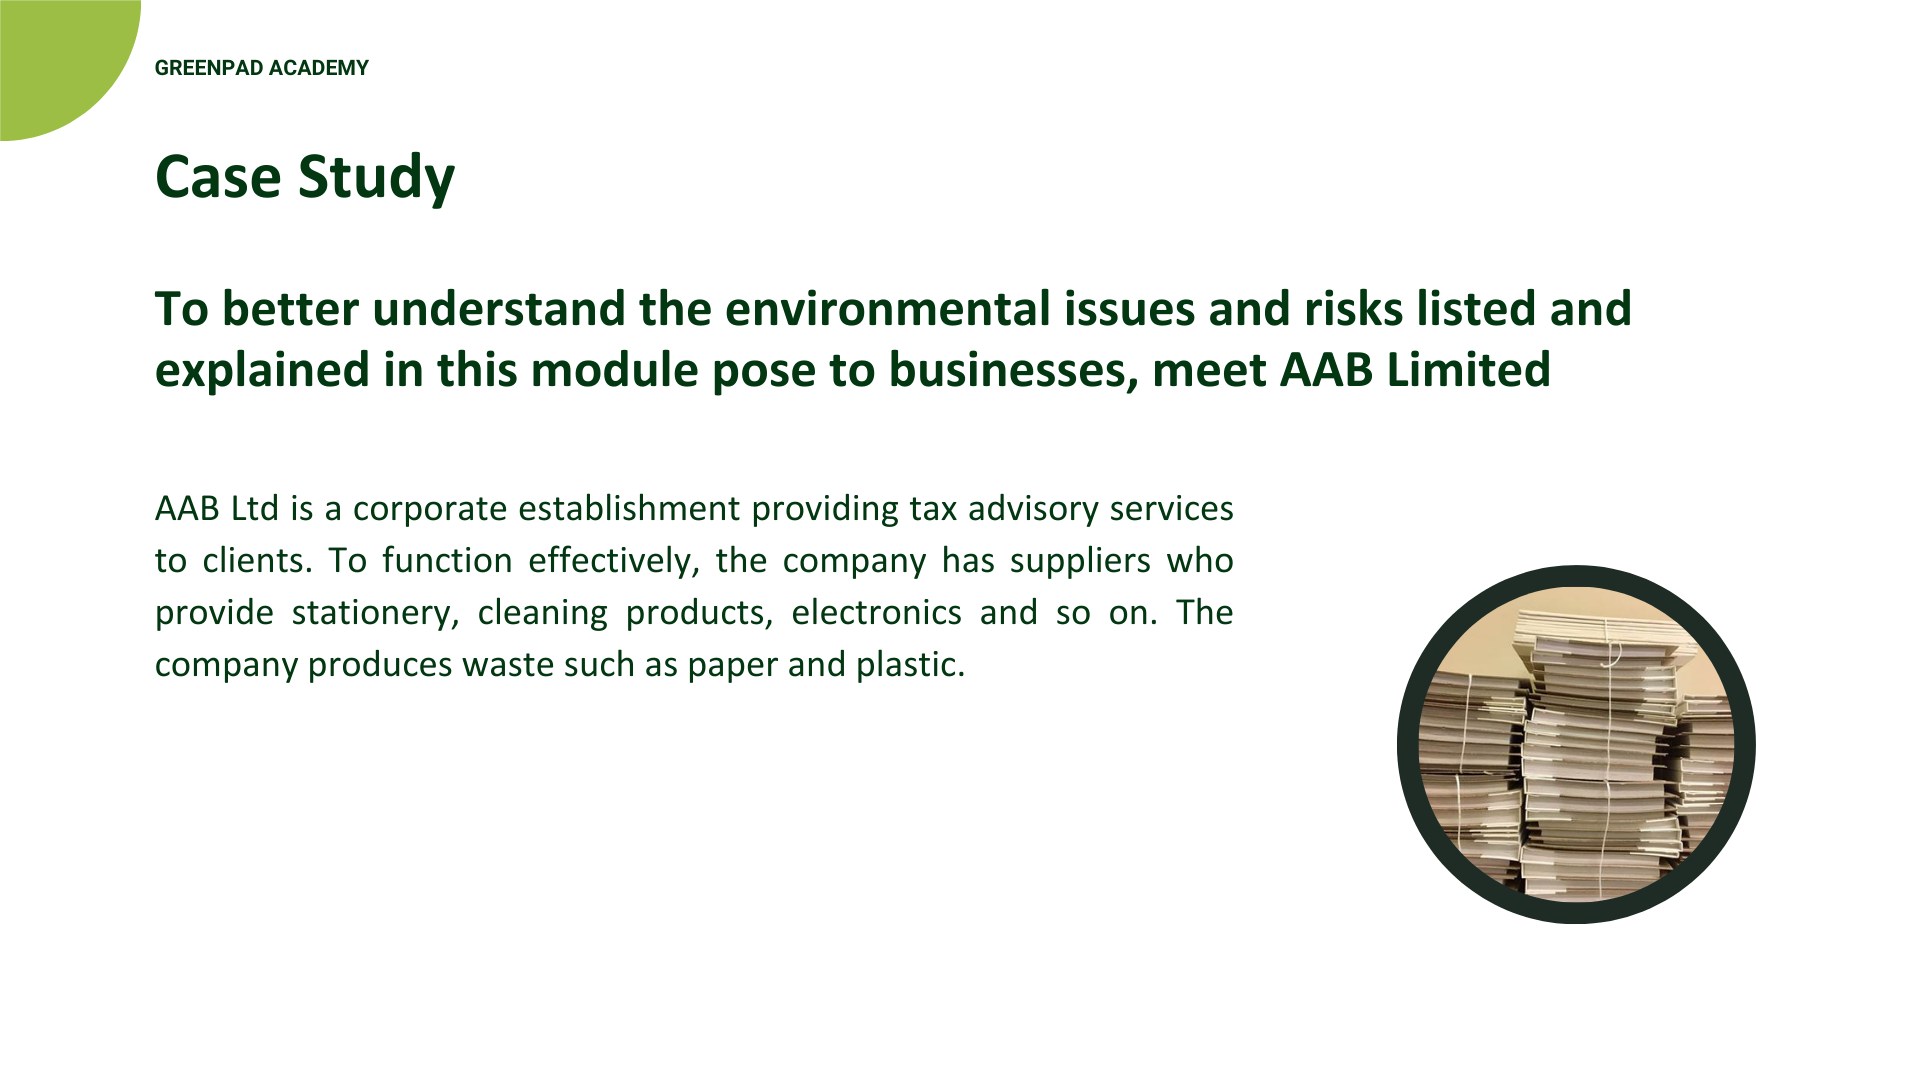 GREENPAD ACADEMY
Case Study
To better understand the environmental issues and risks listed and
explained in this module pose to businesses, meet AAB Limited
AAB Ltd is a corporate establishment providing tax advisory services
to clients. To function effectively, the company has suppliers who
provide stationery, cleaning products, electronics and so on. The
company produces waste such as paper and plastic.